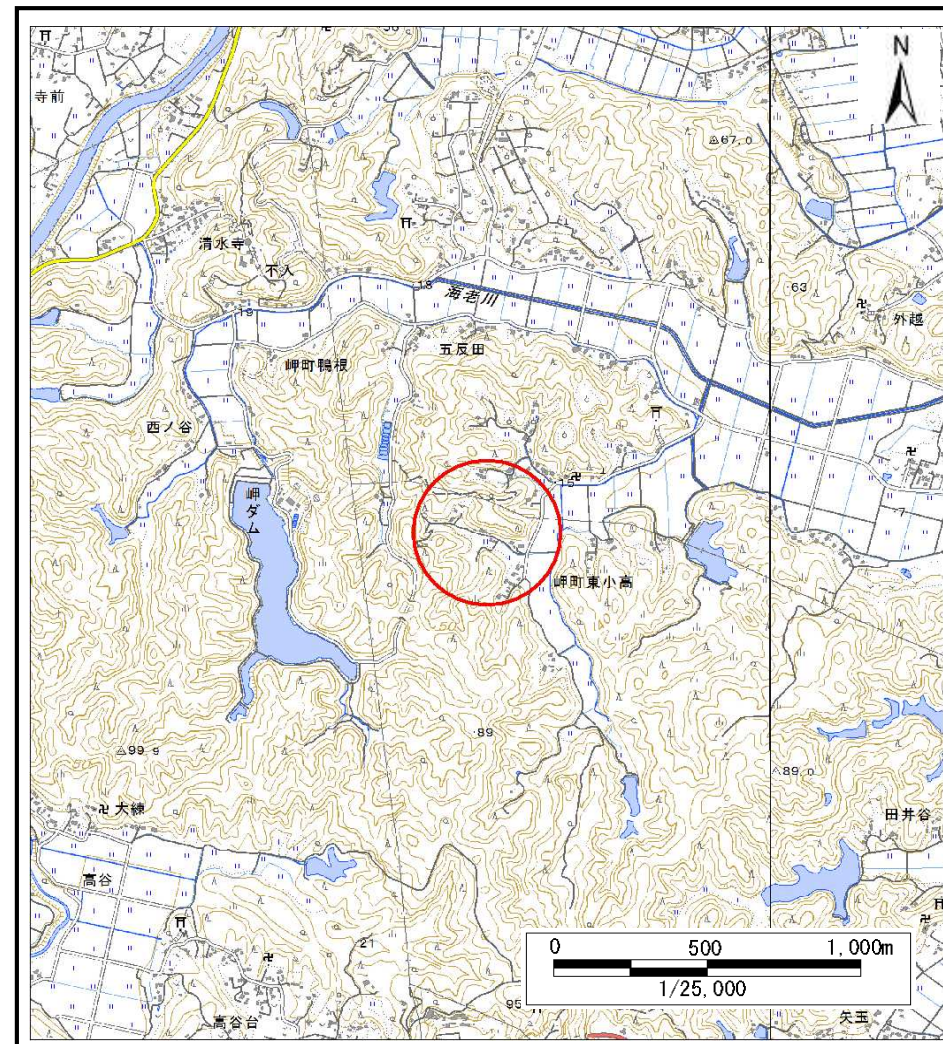 寺前
N
67.0
清水寺
不入
18
海老川
19
63
外越
五反田
岬町鴨根
西ノ谷
岬ダム
15
7
岬町東小高
89
99.9
89.0
大練
田井谷
高谷
21
0 500 1,000m
1/25,000
95
高谷台
矢玉